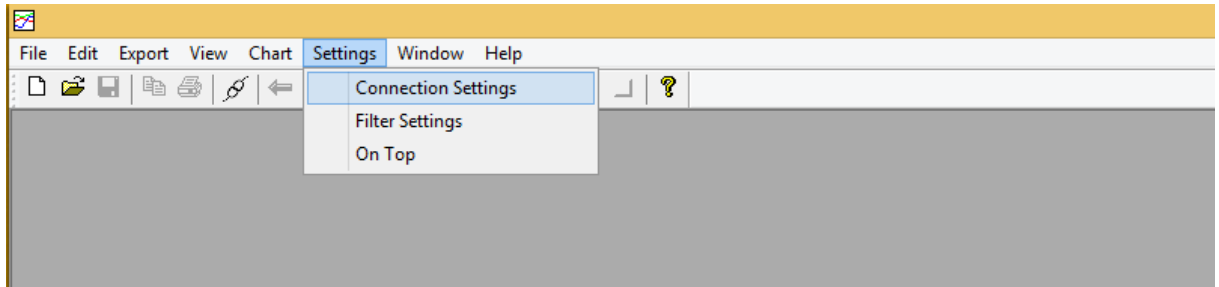 File Edit Export View Chart Settings Window Help
Connection Settings
Filter Settings
On Top